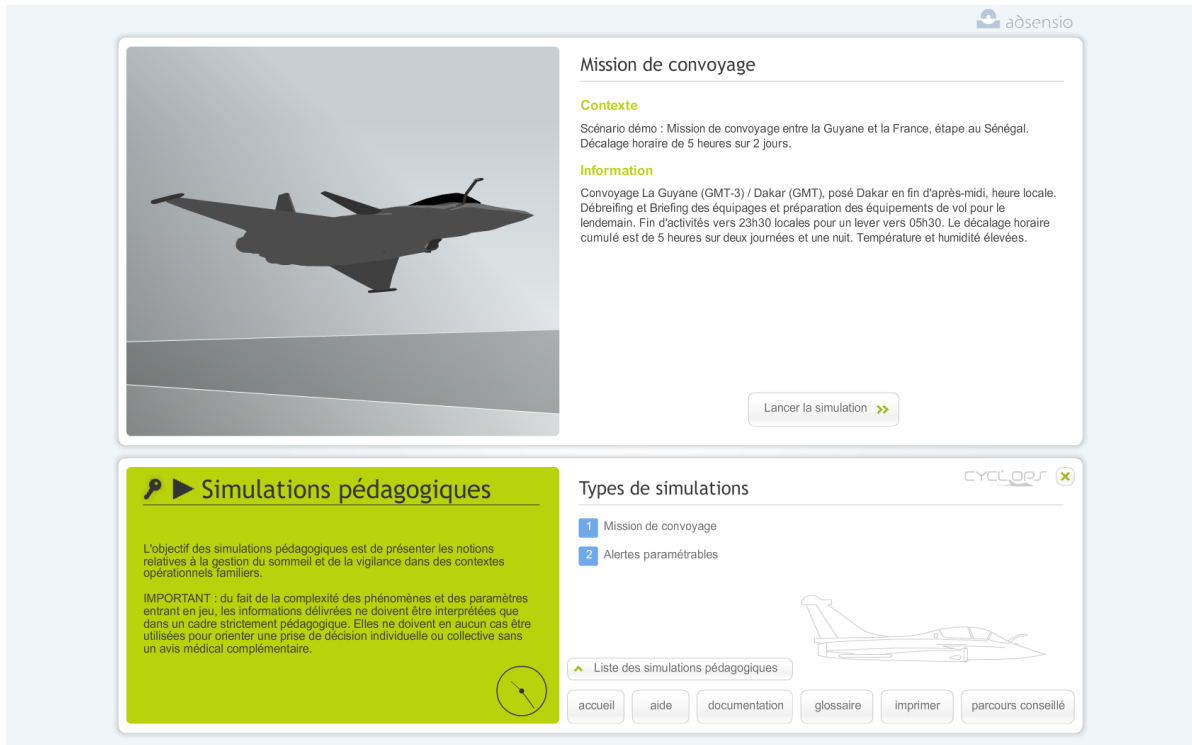 adsensio
Mission de convoyage
Contexte
Scénario démo : Mission de convoyage entre la Guyane et la France, étape au Sénégal.
Décalage horaire de 5 heures sur 2 jours.
Information
Convoyage La Guyane (GMT-3) / Dakar (GMT), posé Dakar en fin d'après-midi, heure locale.
Débreifing et Briefing des équipages et préparation des équipements de vol pour le
lendemain. Fin d'activités vers 23h30 locales pour un lever vers 05h30. Le décalage horaire
cumulé est de 5 heures sur deux journées et une nuit. Température et humidité élevées.
Lancer la simulation
Simulations pédagogiques
L'objectif des simulations pédagogiques est de présenter les notions
relatives à la gestion du sommeil et de la vigilance dans des contextes
opérationnels familiers.
IMPORTANT : du fait de la complexité des phénomènes et des paramètres
entrant en jeu, les informations délivrées ne doivent être interprétées que
dans un cadre strictement pédagogique. Elles ne doivent en aucun cas être
utilisées pour orienter une prise de décision individuelle ou collective sans
un avis médical complémentaire.
CYCLOPS
Types de simulations
1 Mission de convoyage
2 Alertes paramétrables
Liste des simulations pédagogiques
accueil aide documentation glossaire imprimer parcours conseillé